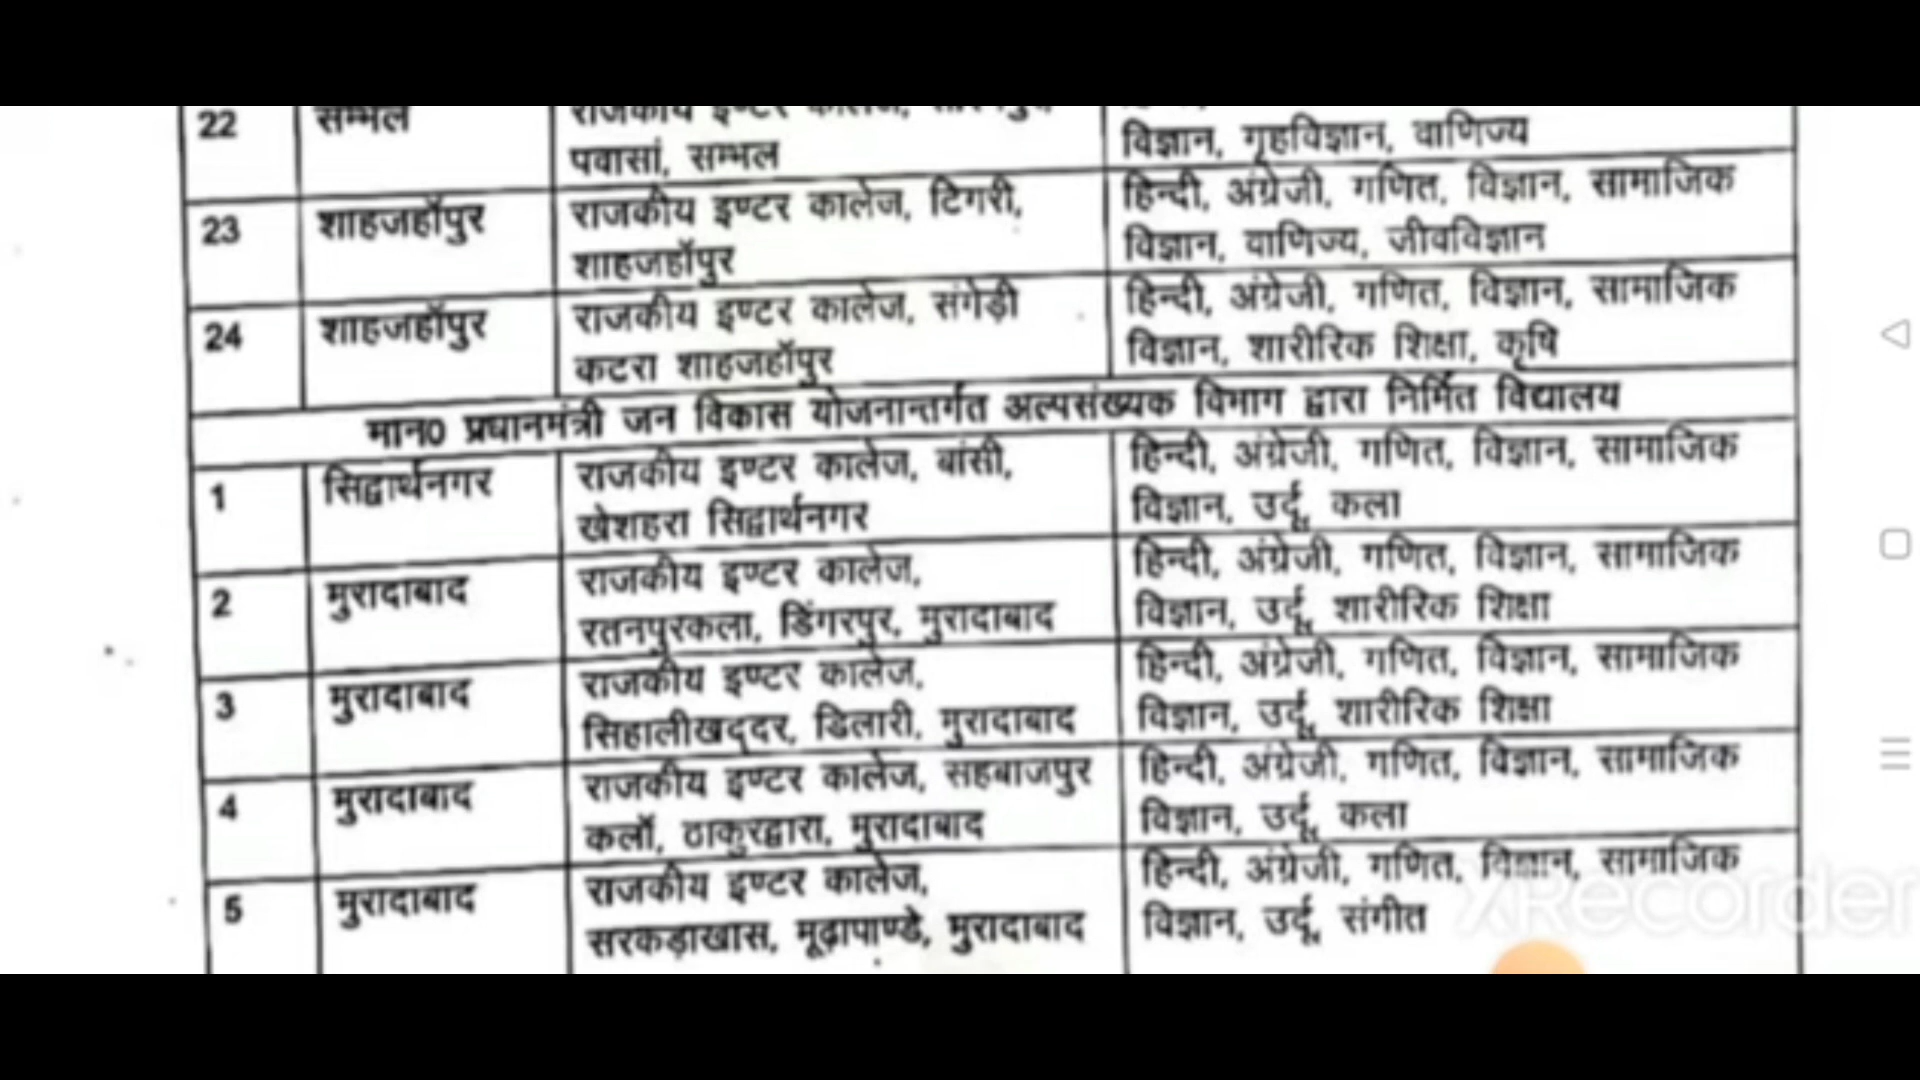 22 सम्भल राजकीय इण्टर कालेज,
पवासां, सम्भल विज्ञान, गृहविज्ञान, वाणिज्य
23 शाहजहॉपुर राजकीय इण्टर कालेज, टिगरी, हिन्दी, अंग्रेजी, गणित, विज्ञान, सामाजिक
शाहजहॉपुर विज्ञान, वाणिज्य, जीवविज्ञान
24 शाहजहॉपुर राजकीय इण्टर कालेज, संगेड़ी हिन्दी, अंग्रेजी, गणित, विज्ञान, सामाजिक
कटरा शाहजहॉपुर विज्ञान, शारीरिक शिक्षा, कृषि
मान0 प्रधानमंत्री जन विकास योजनान्तर्गत अल्पसंख्यक विभाग द्वारा निर्मित विद्यालय
1 सिद्वार्थनगर राजकीय इण्टर कालेज, बांसी, हिन्दी, अंग्रेजी, गणित, विज्ञान, सामाजिक
खेशहरा सिद्वार्थनगर विज्ञान, उर्दू, कला
2 मुरादाबाद राजकीय इण्टर कालेज, हिन्दी, अंग्रेजी, गणित, विज्ञान, सामाजिक
रतनपुरकला, डिंगरपुर, मुरादाबाद विज्ञान, उर्दू, शारीरिक शिक्षा
3 मुरादाबाद राजकीय इण्टर कालेज, हिन्दी, अंग्रेजी, गणित, विज्ञान, सामाजिक
सिहालीखद्दर, डिलारी, मुरादाबाद विज्ञान, उर्दू, शारीरिक शिक्षा
4 मुरादाबाद राजकीय इण्टर कालेज, सहबाजपुर हिन्दी, अंग्रेजी, गणित, विज्ञान, सामाजिक
कलॉ, ठाकुरद्वारा, मुरादाबाद विज्ञान, उर्दू, कला
5 मुरादाबाद राजकीय इण्टर कालेज, हिन्दी, अंग्रेजी, गणित, विज्ञान, सामाजिक
सरकड़ाखास, मूढ़ापाण्डे, मुरादाबाद विज्ञान, उर्दू, संगीत
XRecorder